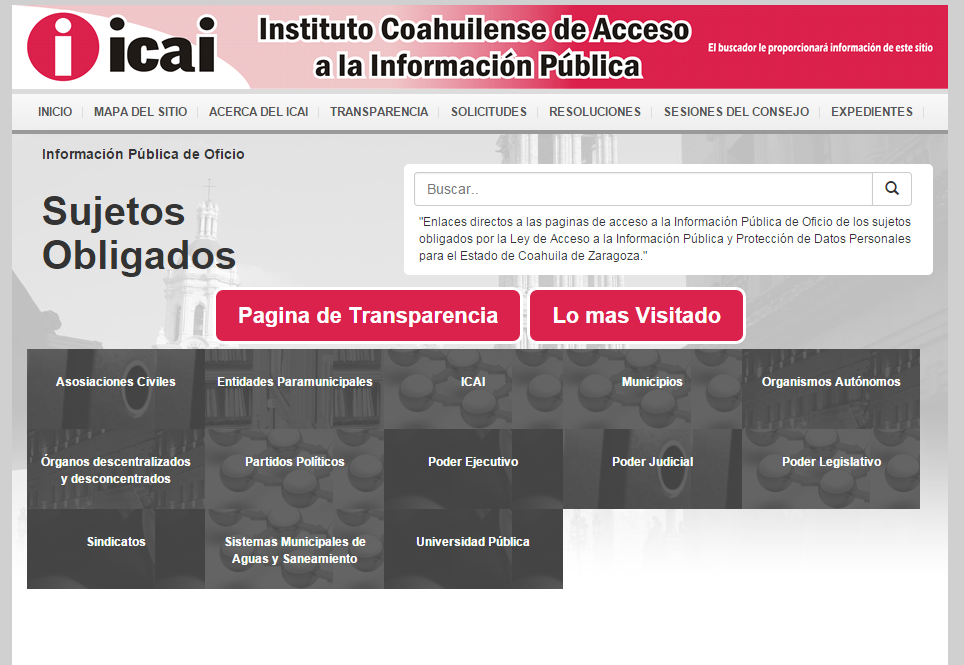 icai
Instituto Coahuilense de Acceso
a la Información Pública
El buscador le proporcionará información de este sitio
INICIO MAPA DEL SITIO ACERCA DEL ICAI TRANSPARENCIA SOLICITUDES RESOLUCIONES SESIONES DEL CONSEJO EXPEDIENTES
Información Pública de Oficio
Sujetos
Obligados
Buscar..
"Enlaces directos a las paginas de acceso a la Información Pública de Oficio de los sujetos
obligados por la Ley de Acceso a la Información Pública y Protección de Datos Personales
para el Estado de Coahuila de Zaragoza."
Pagina de Transparencia Lo mas Visitado
Asosiaciones Civiles Entidades Paramunicipales ICAI Municipios Organismos Autónomos
Órganos descentralizados
y desconcentrados
Partidos Políticos Poder Ejecutivo Poder Judicial Poder Legislativo
Sindicatos
Sistemas Municipales de
Aguas y Saneamiento
Universidad Pública